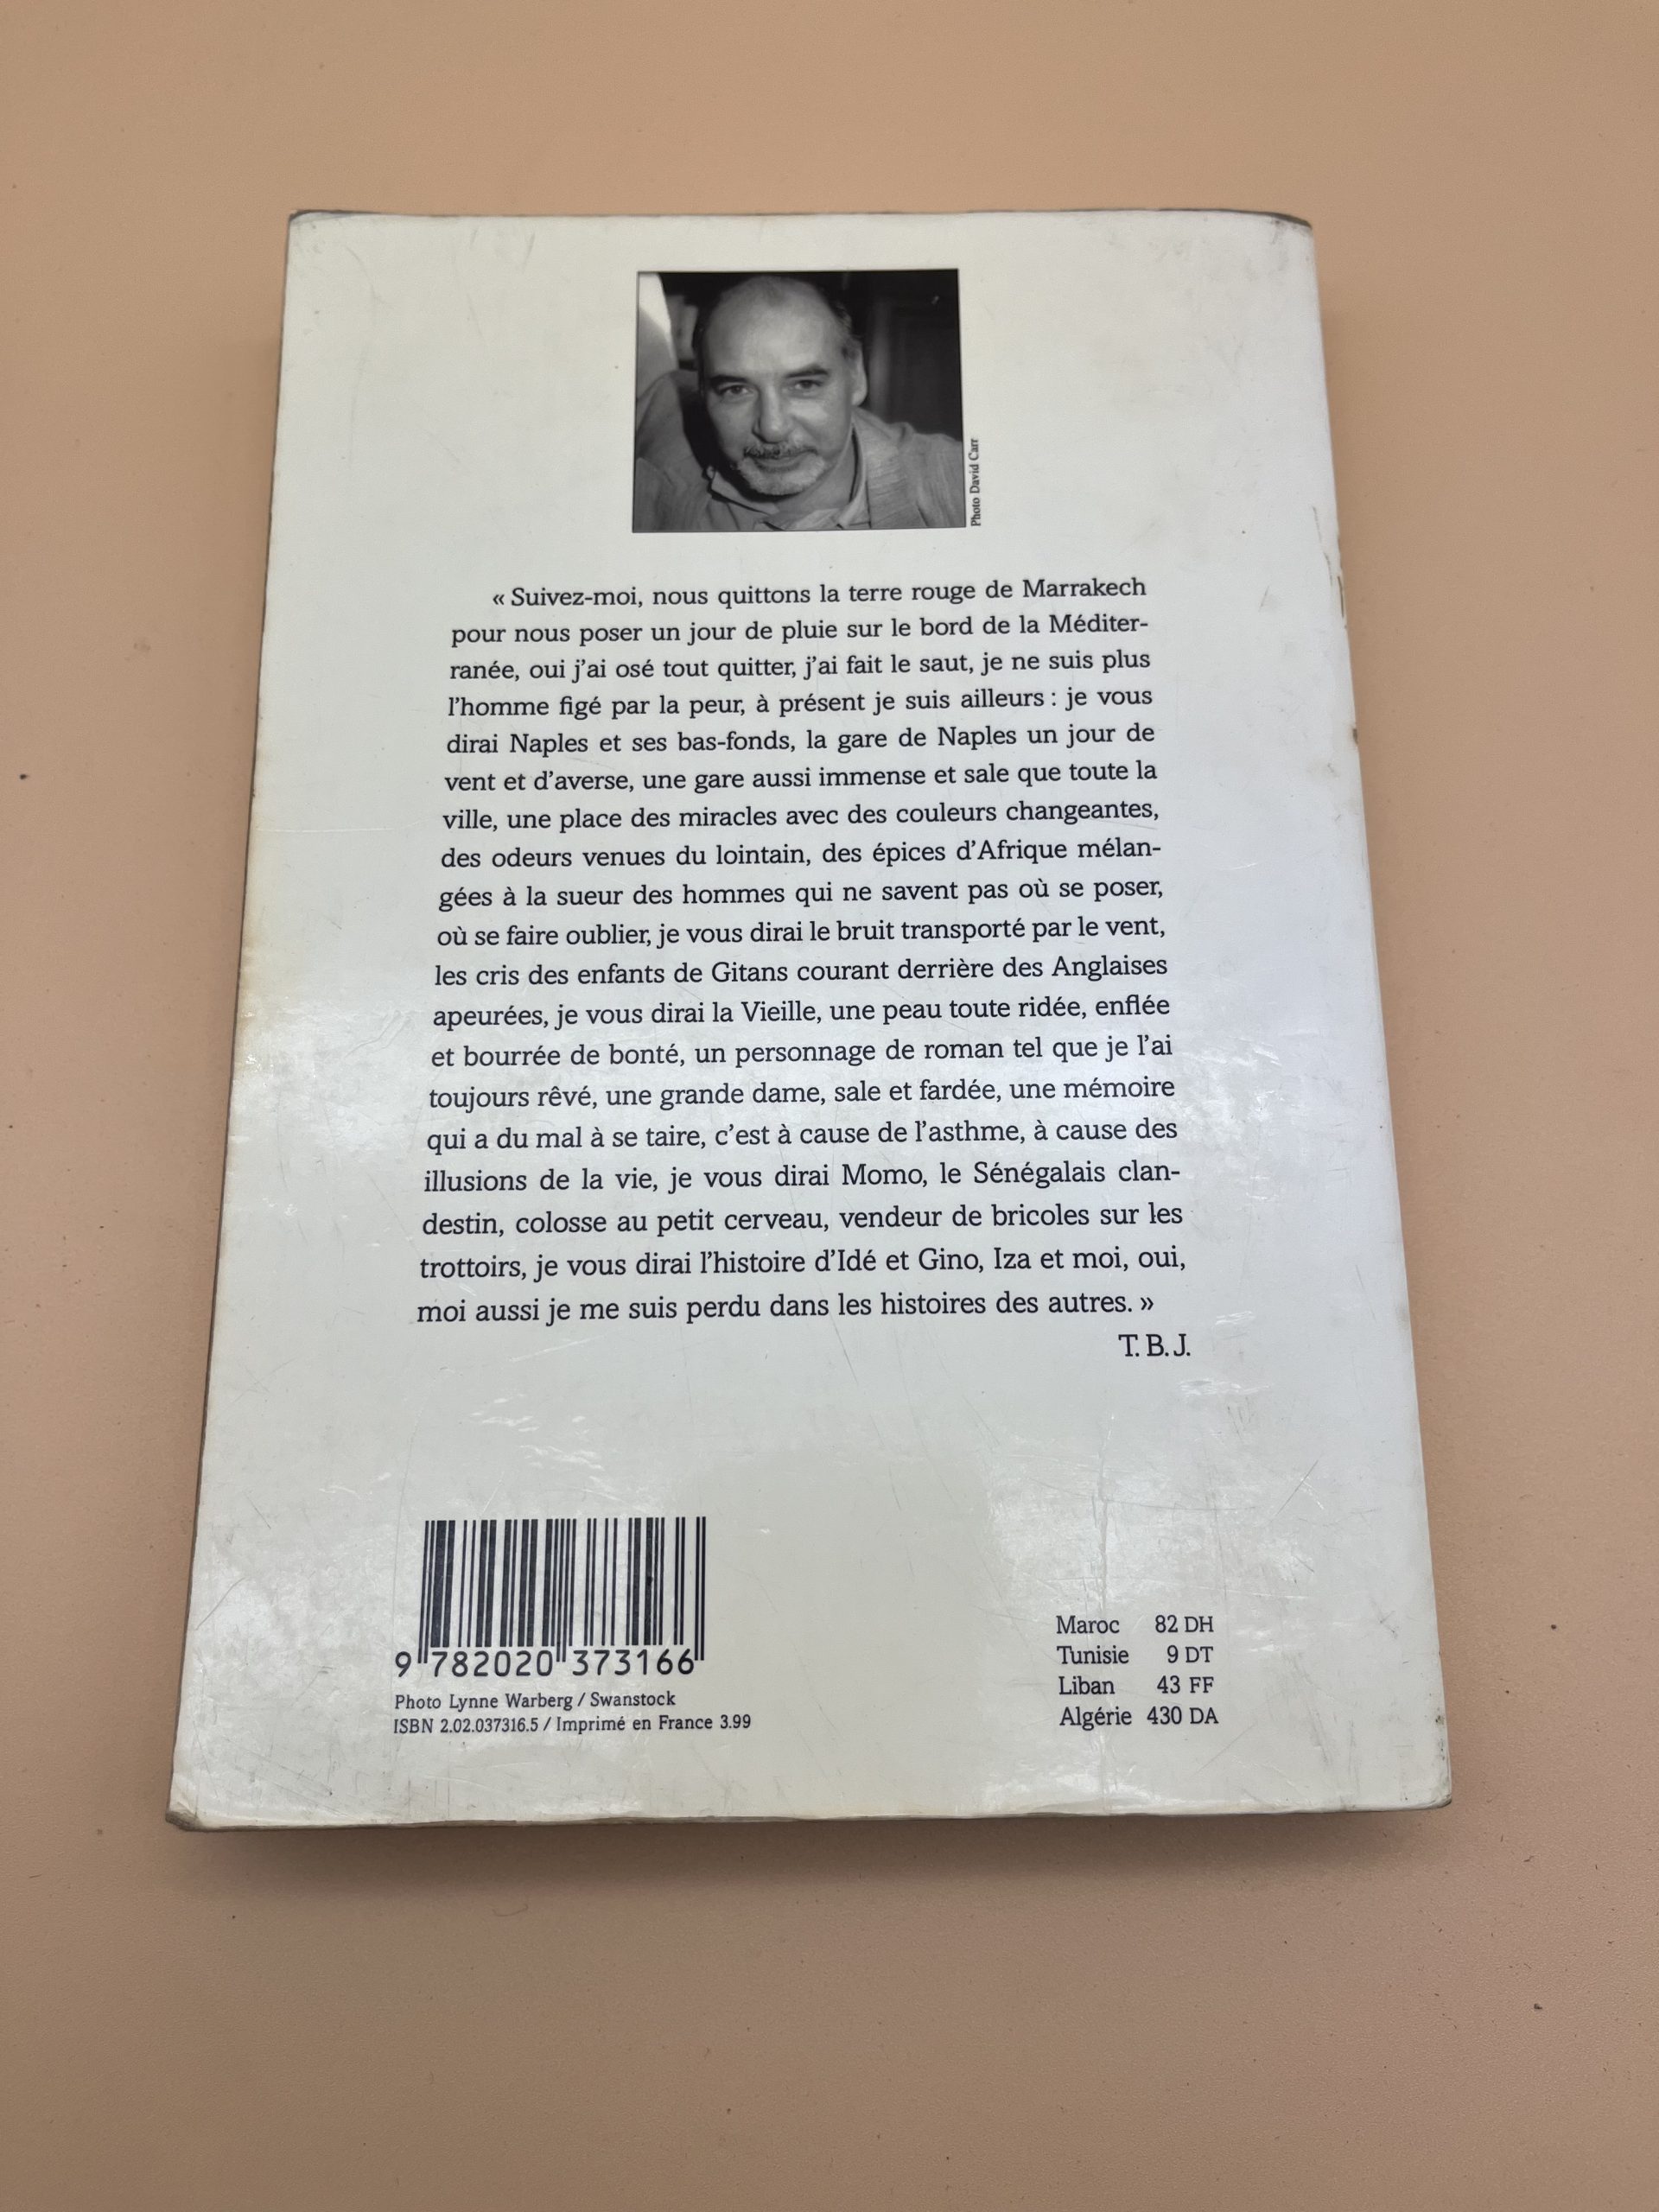 Photo David Carr
« Suivez-moi, nous quittons la terre rouge de Marrakech
pour nous poser un jour de pluie sur le bord de la Méditer-
ranée, oui j'ai osé tout quitter, j'ai fait le saut, je ne suis plus
l'homme figé par la peur, à présent je suis ailleurs : je vous
dirai Naples et ses bas-fonds, la gare de Naples un jour de
vent et d'averse, une gare aussi immense et sale que toute la
ville, une place des miracles avec des couleurs changeantes,
des odeurs venues du lointain, des épices d'Afrique mélan-
gées à la sueur des hommes qui ne savent pas où se poser,
où se faire oublier, je vous dirai le bruit transporté par le vent,
les cris des enfants de Gitans courant derrière des Anglaises
apeurées, je vous dirai la Vieille, une peau toute ridée, enflée
et bourrée de bonté, un personnage de roman tel que je l'ai
toujours rêvé, une grande dame, sale et fardée, une mémoire
qui a du mal à se taire, c'est à cause de l'asthme, à cause des
illusions de la vie, je vous dirai Momo, le Sénégalais clan-
destin, colosse au petit cerveau, vendeur de bricoles sur les
trottoirs, je vous dirai l'histoire d'Idé et Gino, Iza et moi, oui,
moi aussi je me suis perdu dans les histoires des autres. »
T. B. J.
9 782020 373166
Photo Lynne Warberg / Swanstock
ISBN 2.02.037316.5 / Imprimé en France 3.99
Maroc 82 DH
Tunisie 9 DT
Liban 43 FF
Algérie 430 DA